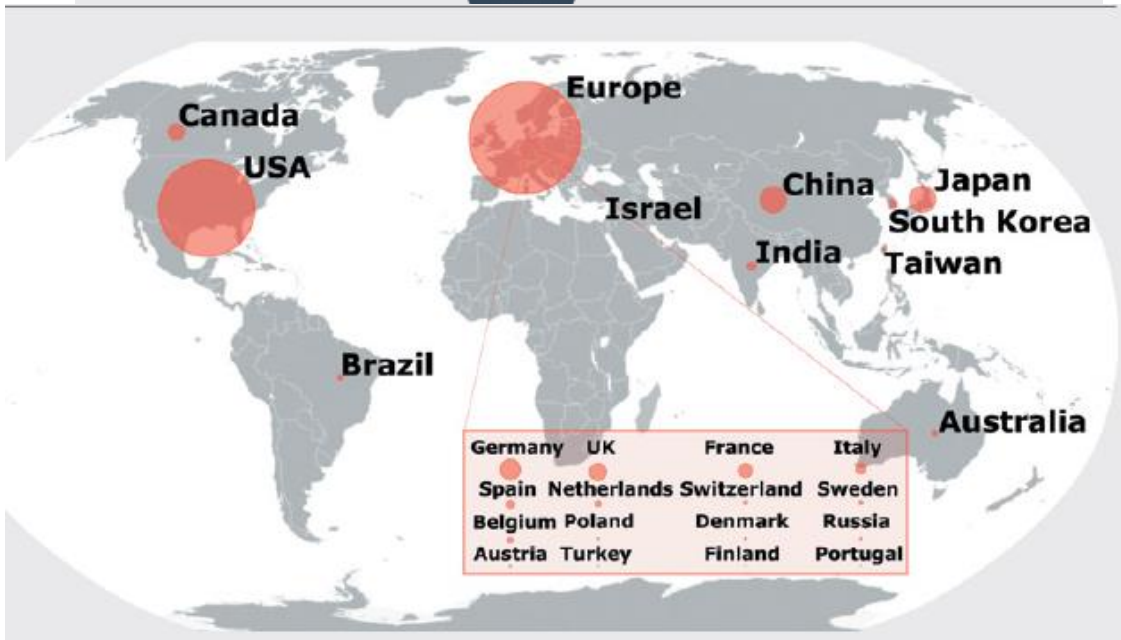 Europe
Canada
USA
China
Japan
Israel
South Korea
India
Taiwan
Brazil
Australia
Germany UK France Italy
Spain Netherlands Switzerland Sweden
Belgium Poland Denmark Russia
Austria Turkey Finland Portugal